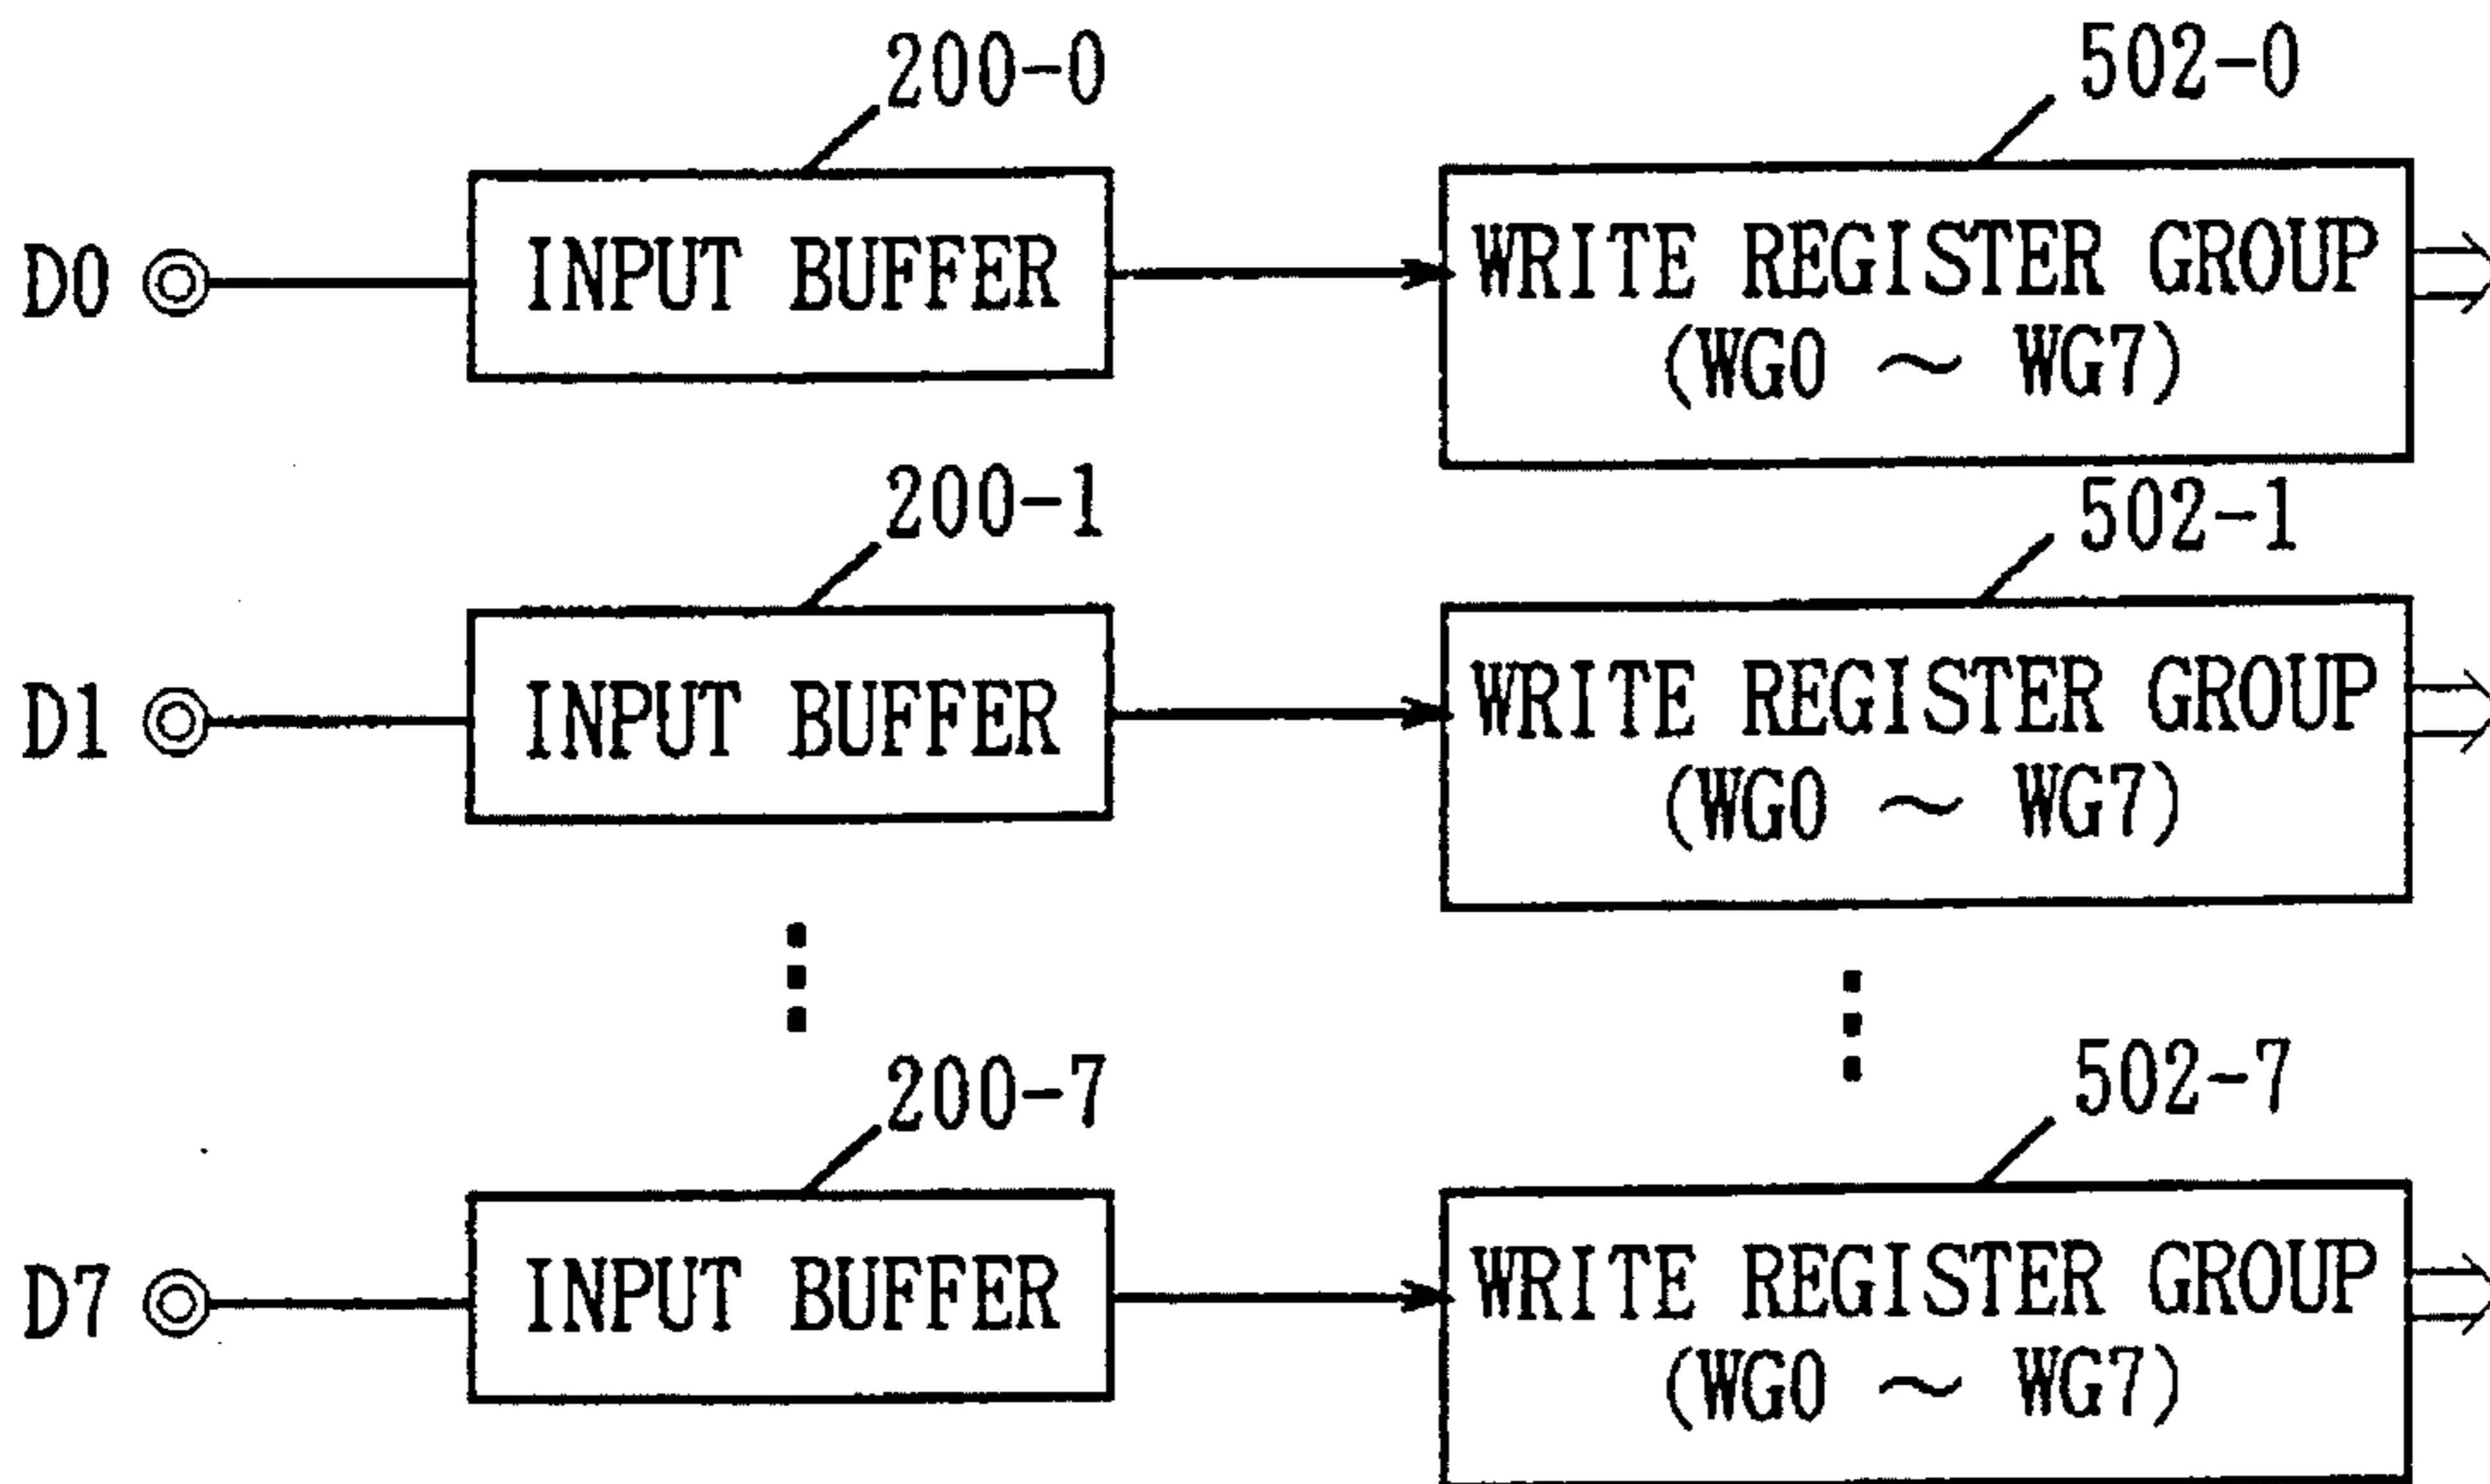 200-0
502-0
D0
INPUT BUFFER
WRITE REGISTER GROUP
(WG0 ～ WG7)
200-1
502-1
D1
INPUT BUFFER
WRITE REGISTER GROUP
(WG0 ～ WG7)
200-7
502-7
D7
INPUT BUFFER
WRITE REGISTER GROUP
(WG0 ～ WG7)